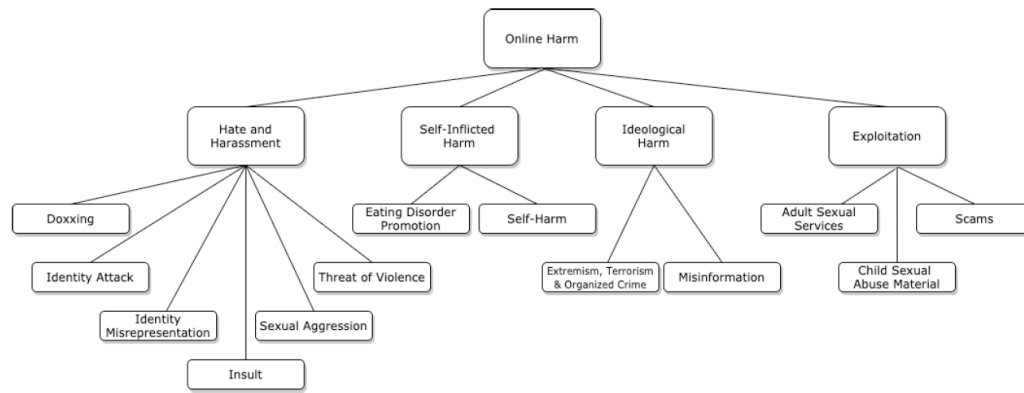 Online Harm
Hate and
Harassment
Self-Inflicted
Harm
Ideological
Harm
Exploitation
Doxxing
Eating Disorder
Promotion
Self-Harm
Adult Sexual
Services
Scams
Identity Attack
Threat of Violence
Extremism, Terrorism
& Organized Crime
Misinformation
Child Sexual
Abuse Material
Identity
Misrepresentation
Sexual Aggression
Insult